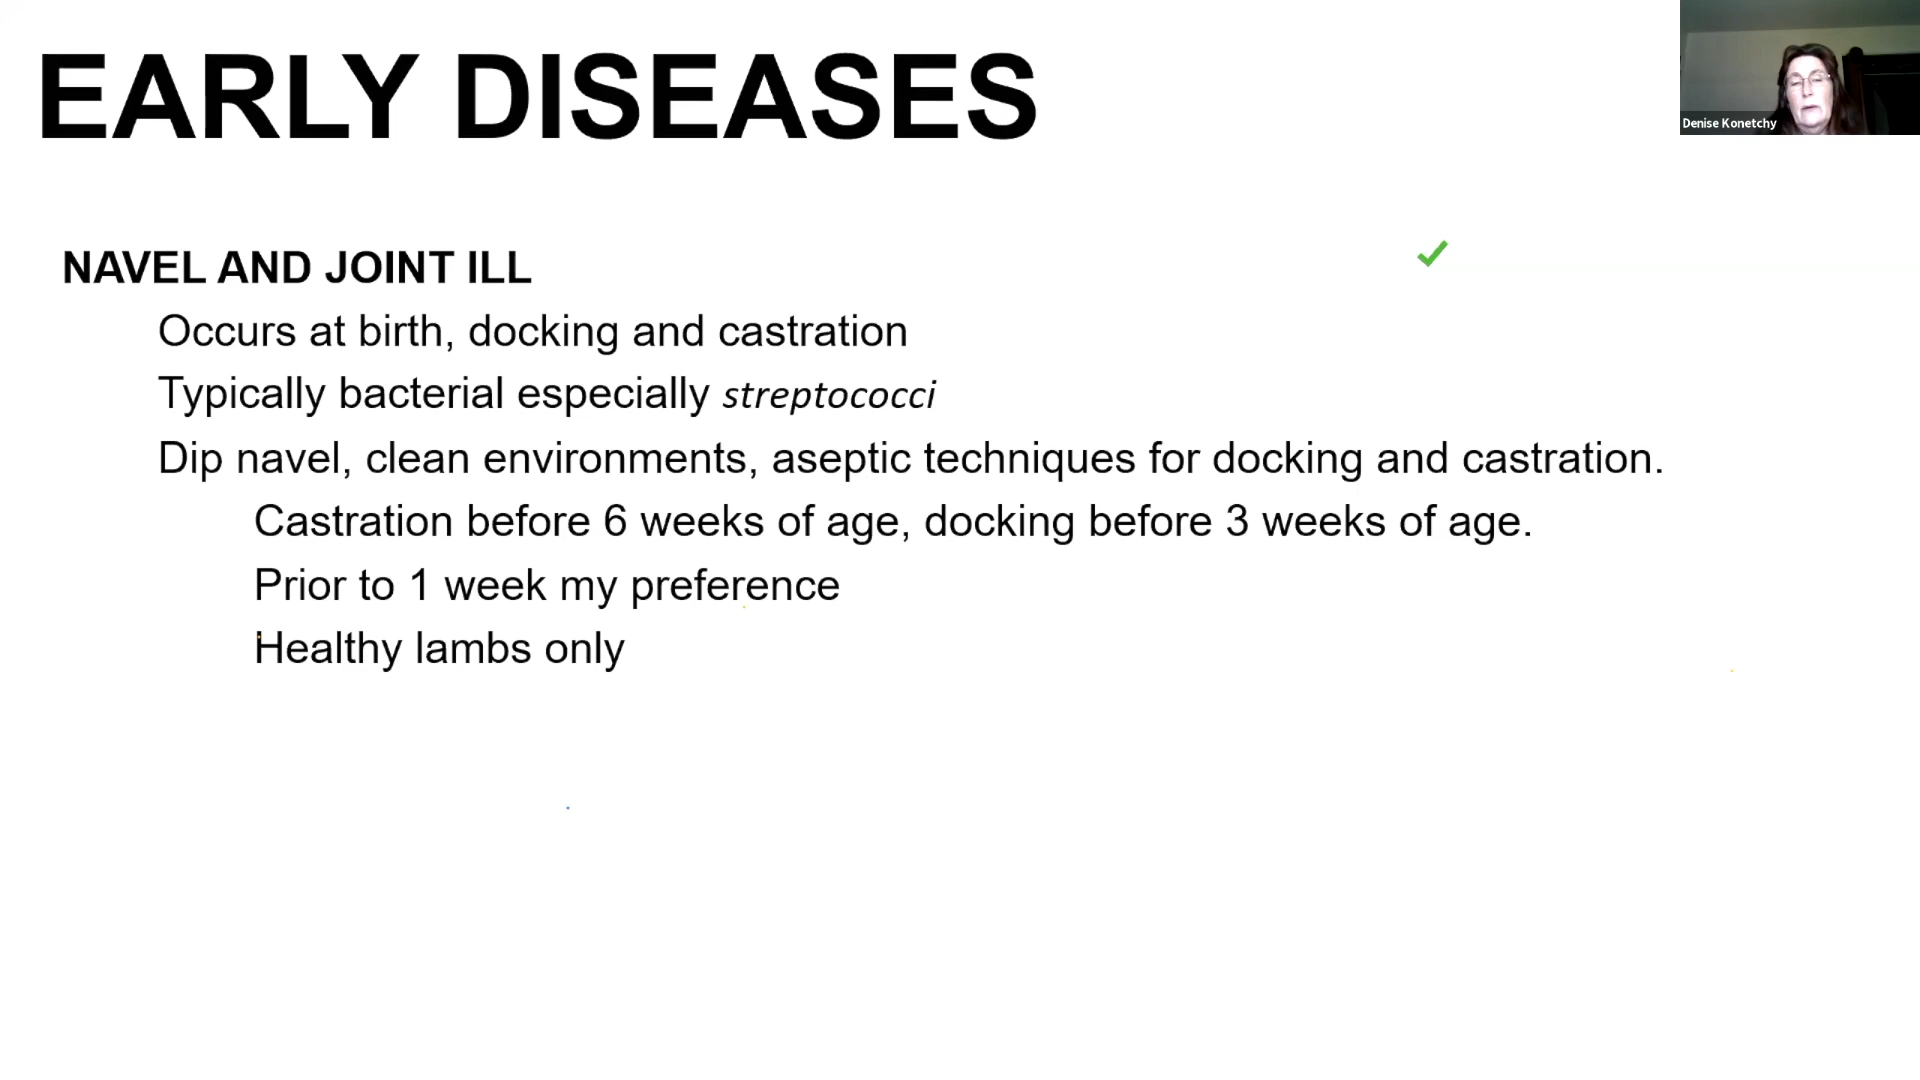 EARLY DISEASES
Denise Konetchy
NAVEL AND JOINT ILL
Occurs at birth, docking and castration
Typically bacterial especially streptococci
Dip navel, clean environments, aseptic techniques for docking and castration.
Castration before 6 weeks of age, docking before 3 weeks of age.
Prior to 1 week my preference
Healthy lambs only